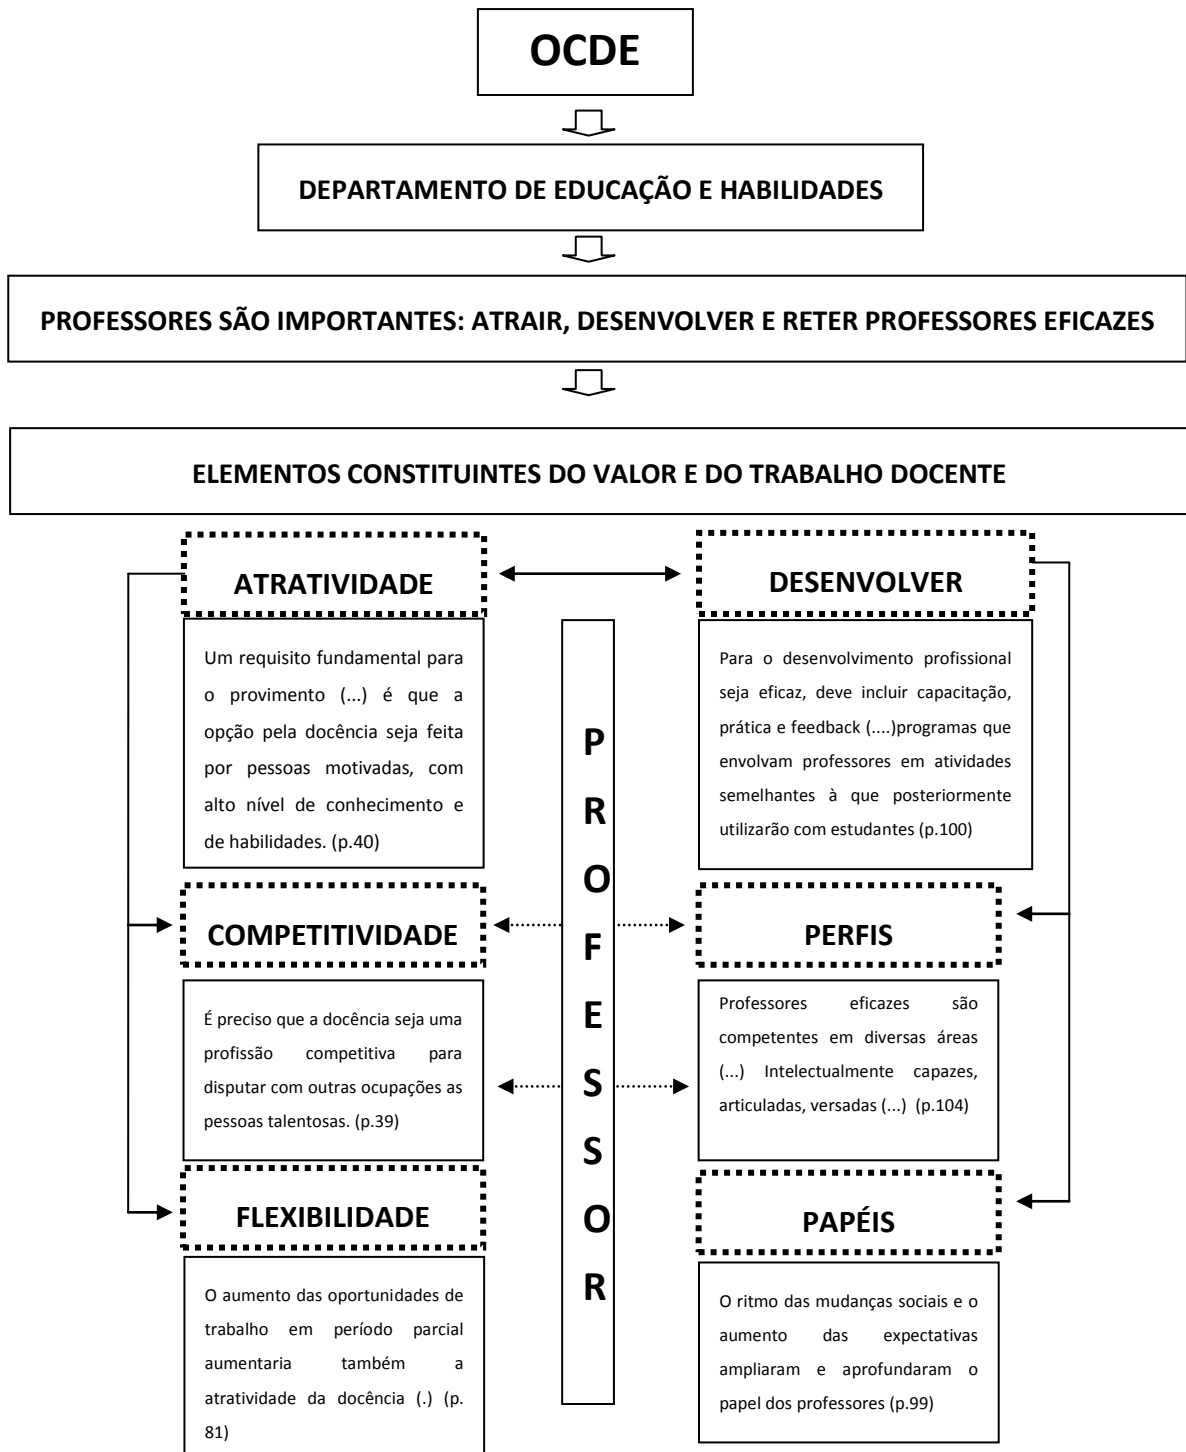 OCDE
DEPARTAMENTO DE EDUCAÇÃO E HABILIDADES
PROFESSORES SÃO IMPORTANTES: ATRAIR, DESENVOLVER E RETER PROFESSORES EFICAZES
ELEMENTOS CONSTITUINTES DO VALOR E DO TRABALHO DOCENTE
ATRATIVIDADE
Um requisito fundamental para
o provimento (...) é que a
opção pela docência seja feita
por pessoas motivadas, com
alto nível de conhecimento e
de habilidades. (p.40)
COMPETITIVIDADE
É preciso que a docência seja uma
profissão competitiva para
disputar com outras ocupações as
pessoas talentosas. (p.39)
FLEXIBILIDADE
O aumento das oportunidades de
trabalho em período parcial
aumentaria também a
atratividade da docência (.) (p.
81)
P
R
O
F
E
S
S
O
R
DESENVOLVER
Para o desenvolvimento profissional
seja eficaz, deve incluir capacitação,
prática e feedback (....)programas que
envolvam professores em atividades
semelhantes à que posteriormente
utilizarão com estudantes (p.100)
PERFIS
Professores eficazes são
competentes em diversas áreas
(...) Intelectualmente capazes,
articuladas, versadas (...) (p.104)
PAPÉIS
O ritmo das mudanças sociais e o
aumento das expectativas
ampliaram e aprofundaram o
papel dos professores (p.99)